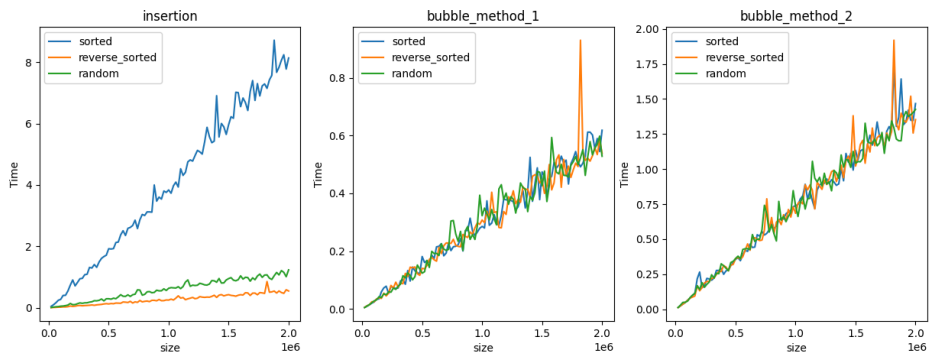 insertion
sorted
reverse_sorted
random
Time
8
6
4
2
0
0.0 0.5 1.0 1.5 2.0
size
1e6
bubble_method_1
sorted
reverse_sorted
random
Time
0.8
0.6
0.4
0.2
0.0
0.0 0.5 1.0 1.5 2.0
size
1e6
bubble_method_2
sorted
reverse_sorted
random
Time
2.00
1.75
1.50
1.25
1.00
0.75
0.50
0.25
0.00
0.0 0.5 1.0 1.5 2.0
size
1e6